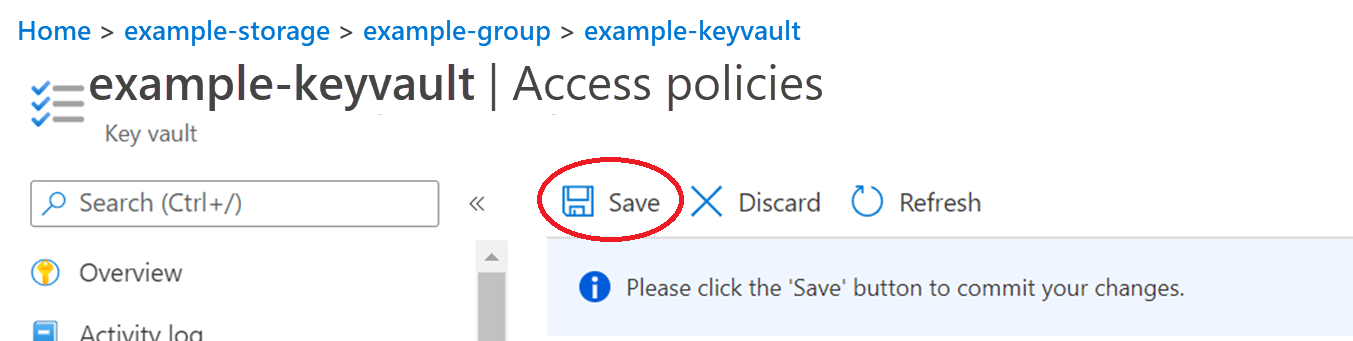 Home > example-storage > example-group > example-keyvault
example-keyvault | Access policies
Key vault
Search (Ctrl+/)
«
Save
Discard
Refresh
Overview
Please click the 'Save' button to commit your changes.
Activity log